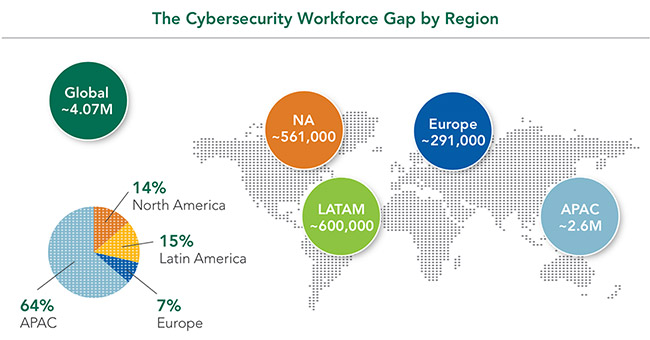 The Cybersecurity Workforce Gap by Region
Global
~4.07M
NA
~561,000
Europe
~291,000
LATAM
~600,000
APAC
~2.6M
14%
North America
15%
Latin America
64%
APAC
7%
Europe